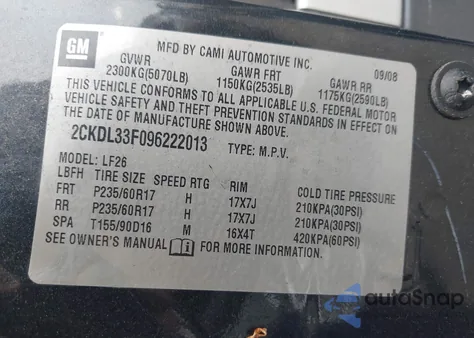 GM
MFD BY CAMI AUTOMOTIVE INC.
GVWR GAWR FRT GAWR RR 09/08
2300KG(5070LB) 1150KG(2535LB) 1175KG(2590LB)
THIS VEHICLE CONFORMS TO ALL APPLICABLE U.S. FEDERAL MOTOR
VEHICLE SAFETY AND THEFT PREVENTION STANDARDS IN EFFECT ON
THE DATE OF MANUFACTURE SHOWN ABOVE.
2CKDL33F096222013 TYPE: M.P.V.
MODEL: LF26
LBFH TIRE SIZE SPEED RTG RIM COLD TIRE PRESSURE
FRT P235/60R17 H 17X7J 210KPA(30PSI)
RR P235/60R17 H 17X7J 210KPA(30PSI)
SPA T155/90D16 M 16X4T 420KPA(60PSI)
SEE OWNER'S MANUAL FOR MORE INFORMATION.
autoSnap